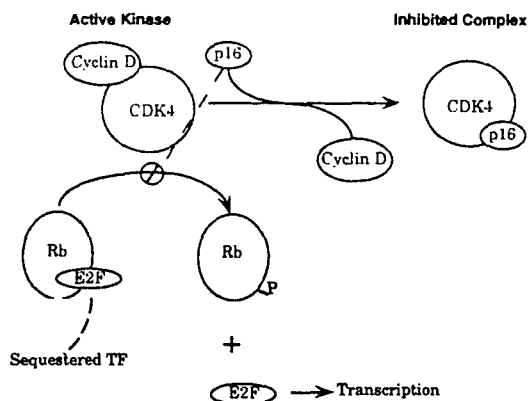 Active Kinase
Inhibited Complex
Cyclin D
p16
CDK4
CDK4
p16
Cyclin D
Rb
Rb
E2F
P
Sequestered TF
+
E2F
Transcription